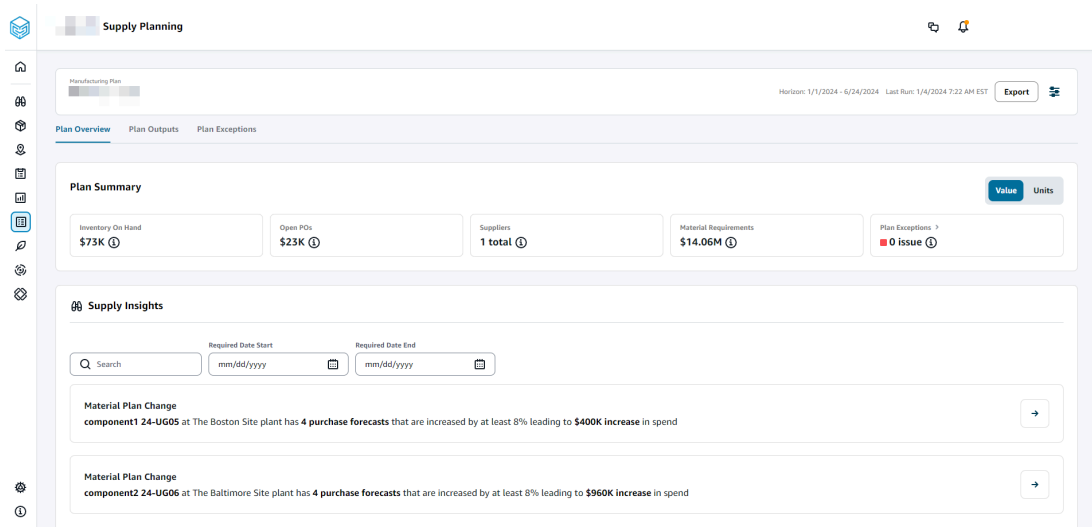 Supply Planning
Manufacturing Plan
Horizon: 1/1/2024 - 6/24/2024 Last Run: 1/4/2024 7:22 AM EST Export
Plan Overview Plan Outputs Plan Exceptions
Plan Summary
Value Units
Inventory On Hand Open POs Suppliers Material Requirements Plan Exceptions >
$73K $23K 1 total $14.06M 0 issue
Supply Insights
Required Date Start Required Date End
Search mm/dd/yyyy mm/dd/yyyy
Material Plan Change
component1 24-UG05 at The Boston Site plant has 4 purchase forecasts that are increased by at least 8% leading to $400K increase in spend
Material Plan Change
component2 24-UG06 at The Baltimore Site plant has 4 purchase forecasts that are increased by at least 8% leading to $960K increase in spend